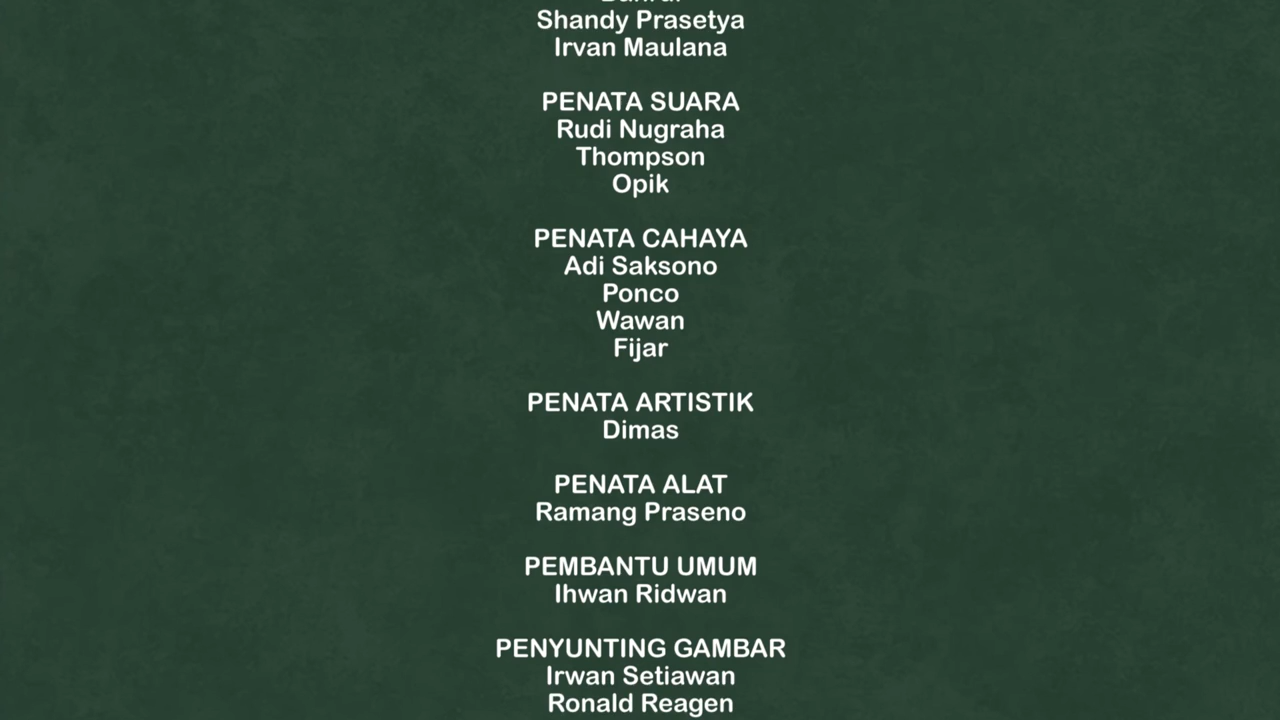 Shandy Prasetya
Irvan Maulana
PENATA SUARA
Rudi Nugraha
Thompson
Opik
PENATA CAHAYA
Adi Saksono
Ponco
Wawan
Fijar
PENATA ARTISTIK
Dimas
PENATA ALAT
Ramang Praseno
PEMBANTU UMUM
Ihwan Ridwan
PENYUNTING GAMBAR
Irwan Setiawan
Ronald Reagen